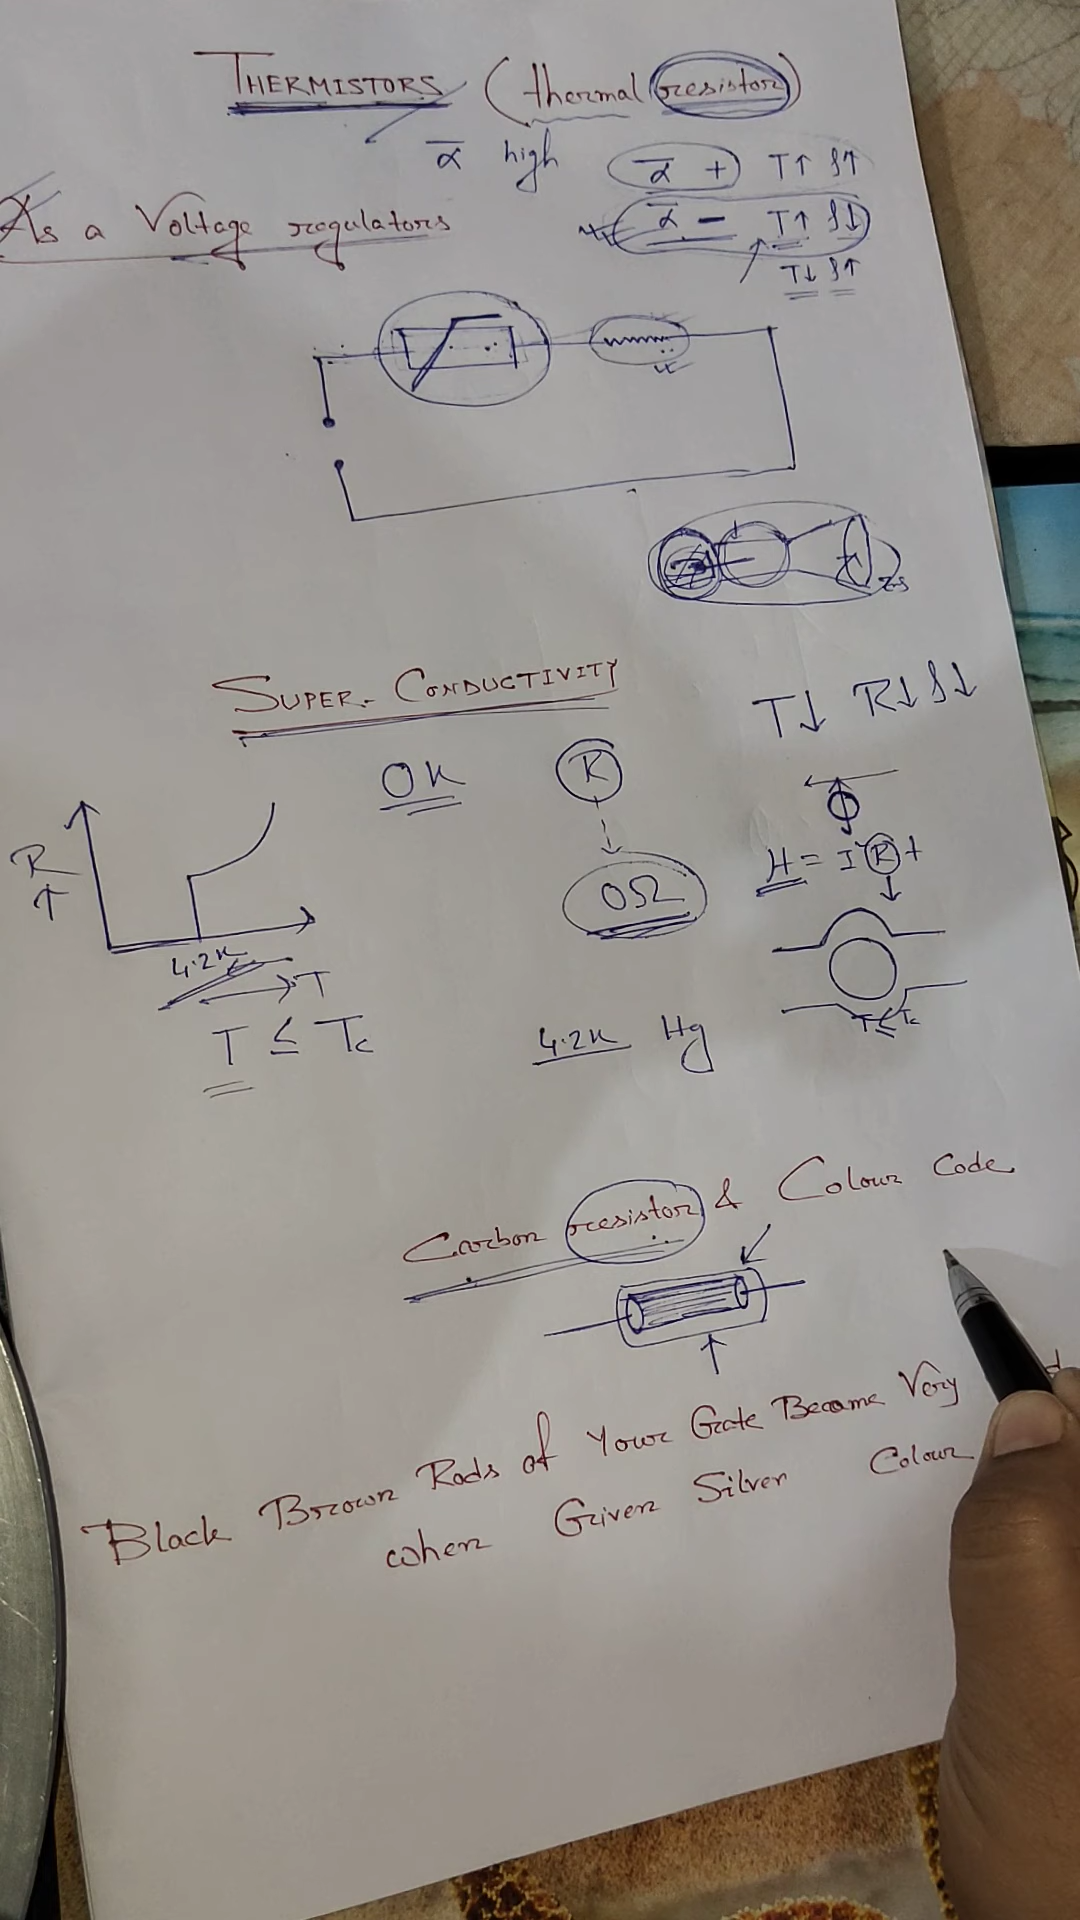 THERMISTORS (thermal resistor)
α high
α + T↑ ρ↑
As a Voltage regulators
α – T↑ ρ↓
T↓ ρ↑
SUPER-CONDUCTIVITY
T↓ R↓ ρ↓
0K
R
R
0Ω
H = I²Rt
4.2K
T
T ≤ Tc
4.2K Hg
T ≤ Tc
Carbon resistor & Colour Code
Black Brown Rods of Your Gate Became Very
when Given Silver Colour